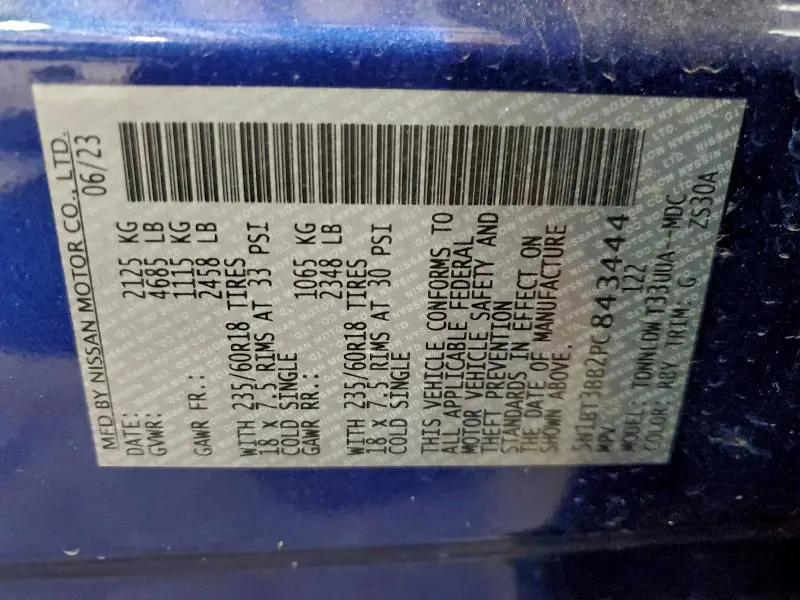 MFD BY NISSAN MOTOR CO., LTD.
DATE: 06/23
GVWR: 2125 KG
4685 LB
GAWR FR.: 1115 KG
2458 LB
WITH 235/60R18 TIRES
18 X 7.5 RIMS AT 33 PSI
COLD SINGLE
GAWR RR.: 1065 KG
2348 LB
WITH 235/60R18 TIRES
18 X 7.5 RIMS AT 30 PSI
COLD SINGLE
THIS VEHICLE CONFORMS TO
ALL APPLICABLE FEDERAL
MOTOR VEHICLE SAFETY AND
THEFT PREVENTION
STANDARDS IN EFFECT ON
THE DATE OF MANUFACTURE
SHOWN ABOVE.
5N1BT3BB2PC843444
MPV 122
MODEL: TONNLDW T33UUA--MDC
COLOR: RBY TRIM: G ZS30A